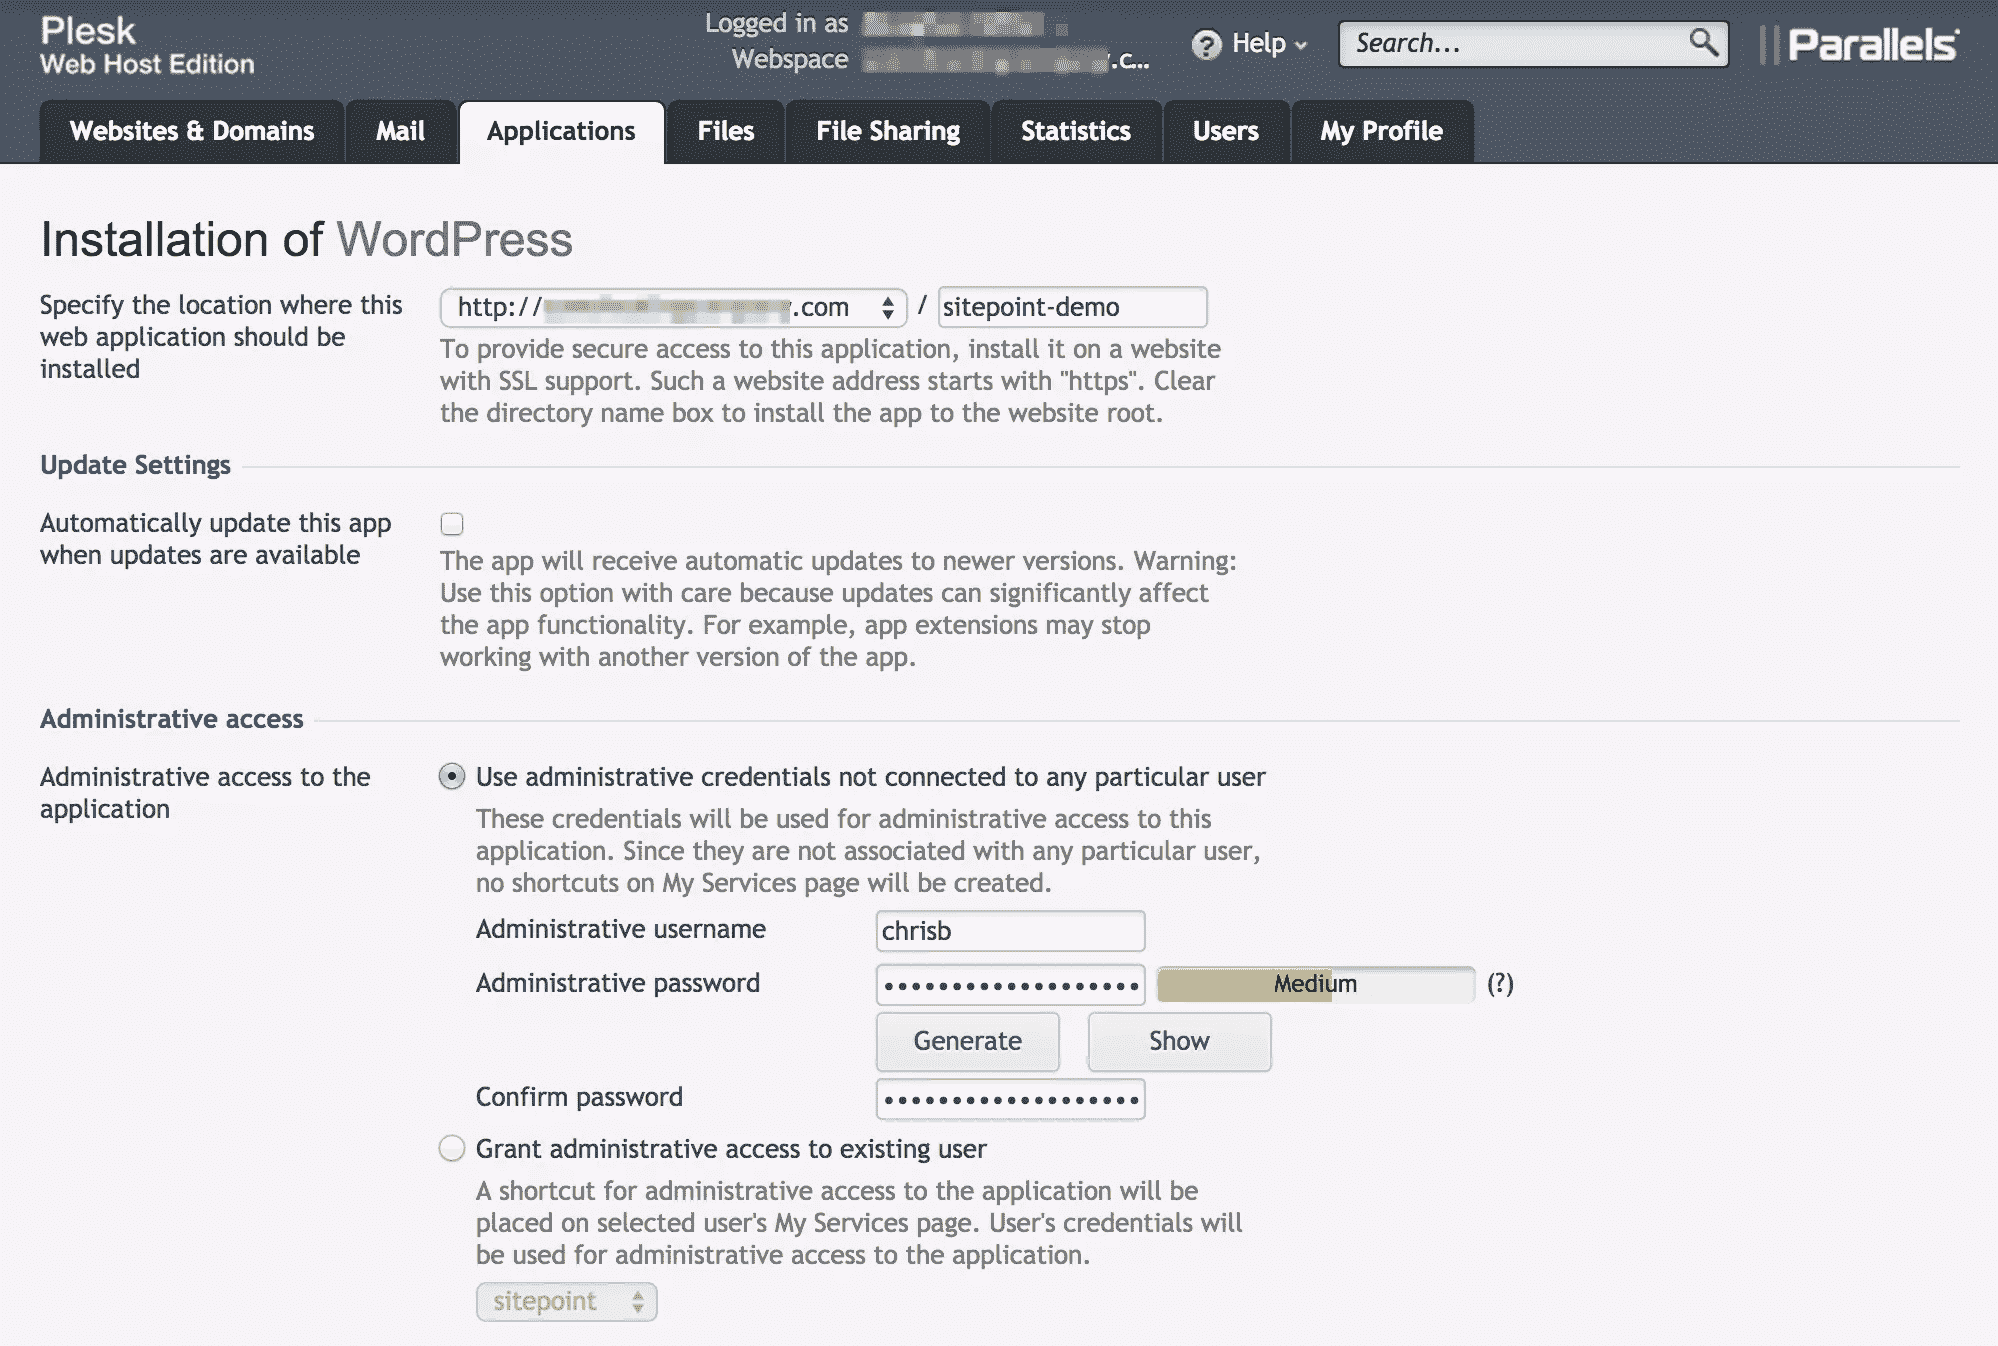 Plesk
Web Host Edition
Logged in as
Webspace .c...
Help
Search...
Parallels
Websites & Domains
Mail
Applications
Files
File Sharing
Statistics
Users
My Profile
Installation of WordPress
Specify the location where this
web application should be
installed
http:// .com / sitepoint-demo
To provide secure access to this application, install it on a website
with SSL support. Such a website address starts with "https". Clear
the directory name box to install the app to the website root.
Update Settings
Automatically update this app
when updates are available
The app will receive automatic updates to newer versions. Warning:
Use this option with care because updates can significantly affect
the app functionality. For example, app extensions may stop
working with another version of the app.
Administrative access
Administrative access to the
application
Use administrative credentials not connected to any particular user
These credentials will be used for administrative access to this
application. Since they are not associated with any particular user,
no shortcuts on My Services page will be created.
Administrative username
chrisb
Administrative password
Medium (?)
Generate
Show
Confirm password
Grant administrative access to existing user
A shortcut for administrative access to the application will be
placed on selected user's My Services page. User's credentials will
be used for administrative access to the application.
sitepoint